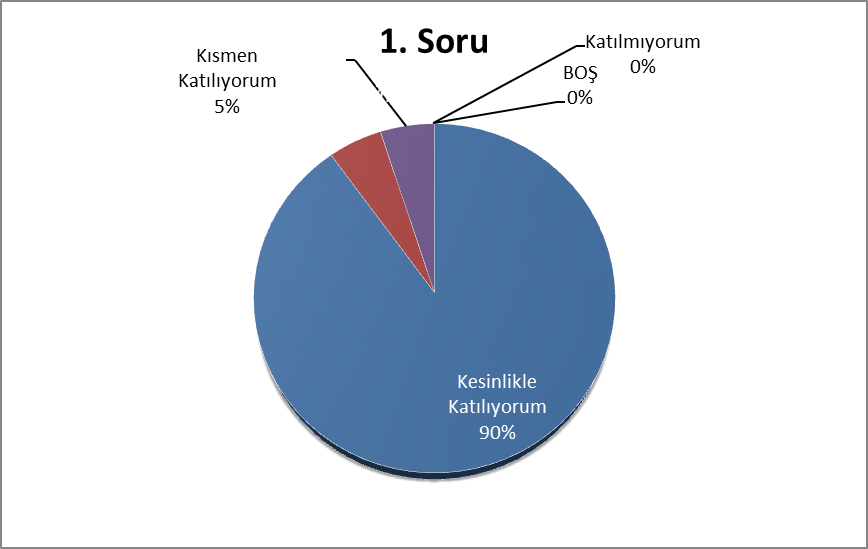 1. Soru
Kısmen
Katılıyorum
5%
Katılmıyorum
0%
BOŞ
0%
Kesinlikle
Katılıyorum
90%